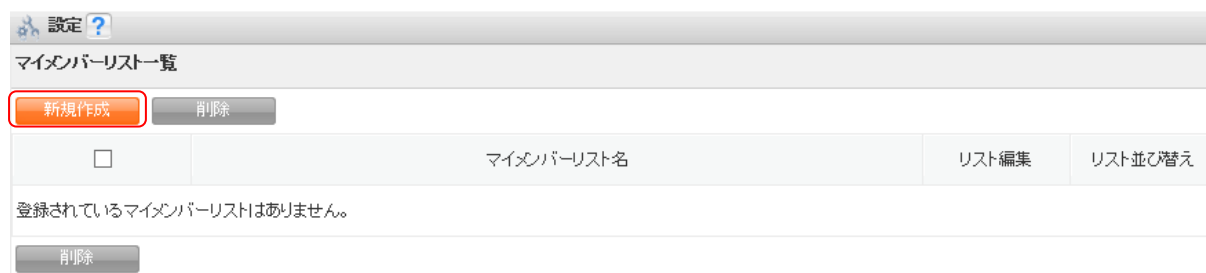 設定 ?
マイメンバーリスト一覧
新規作成 削除
マイメンバーリスト名 リスト編集 リスト並び替え
登録されているマイメンバーリストはありません。
削除